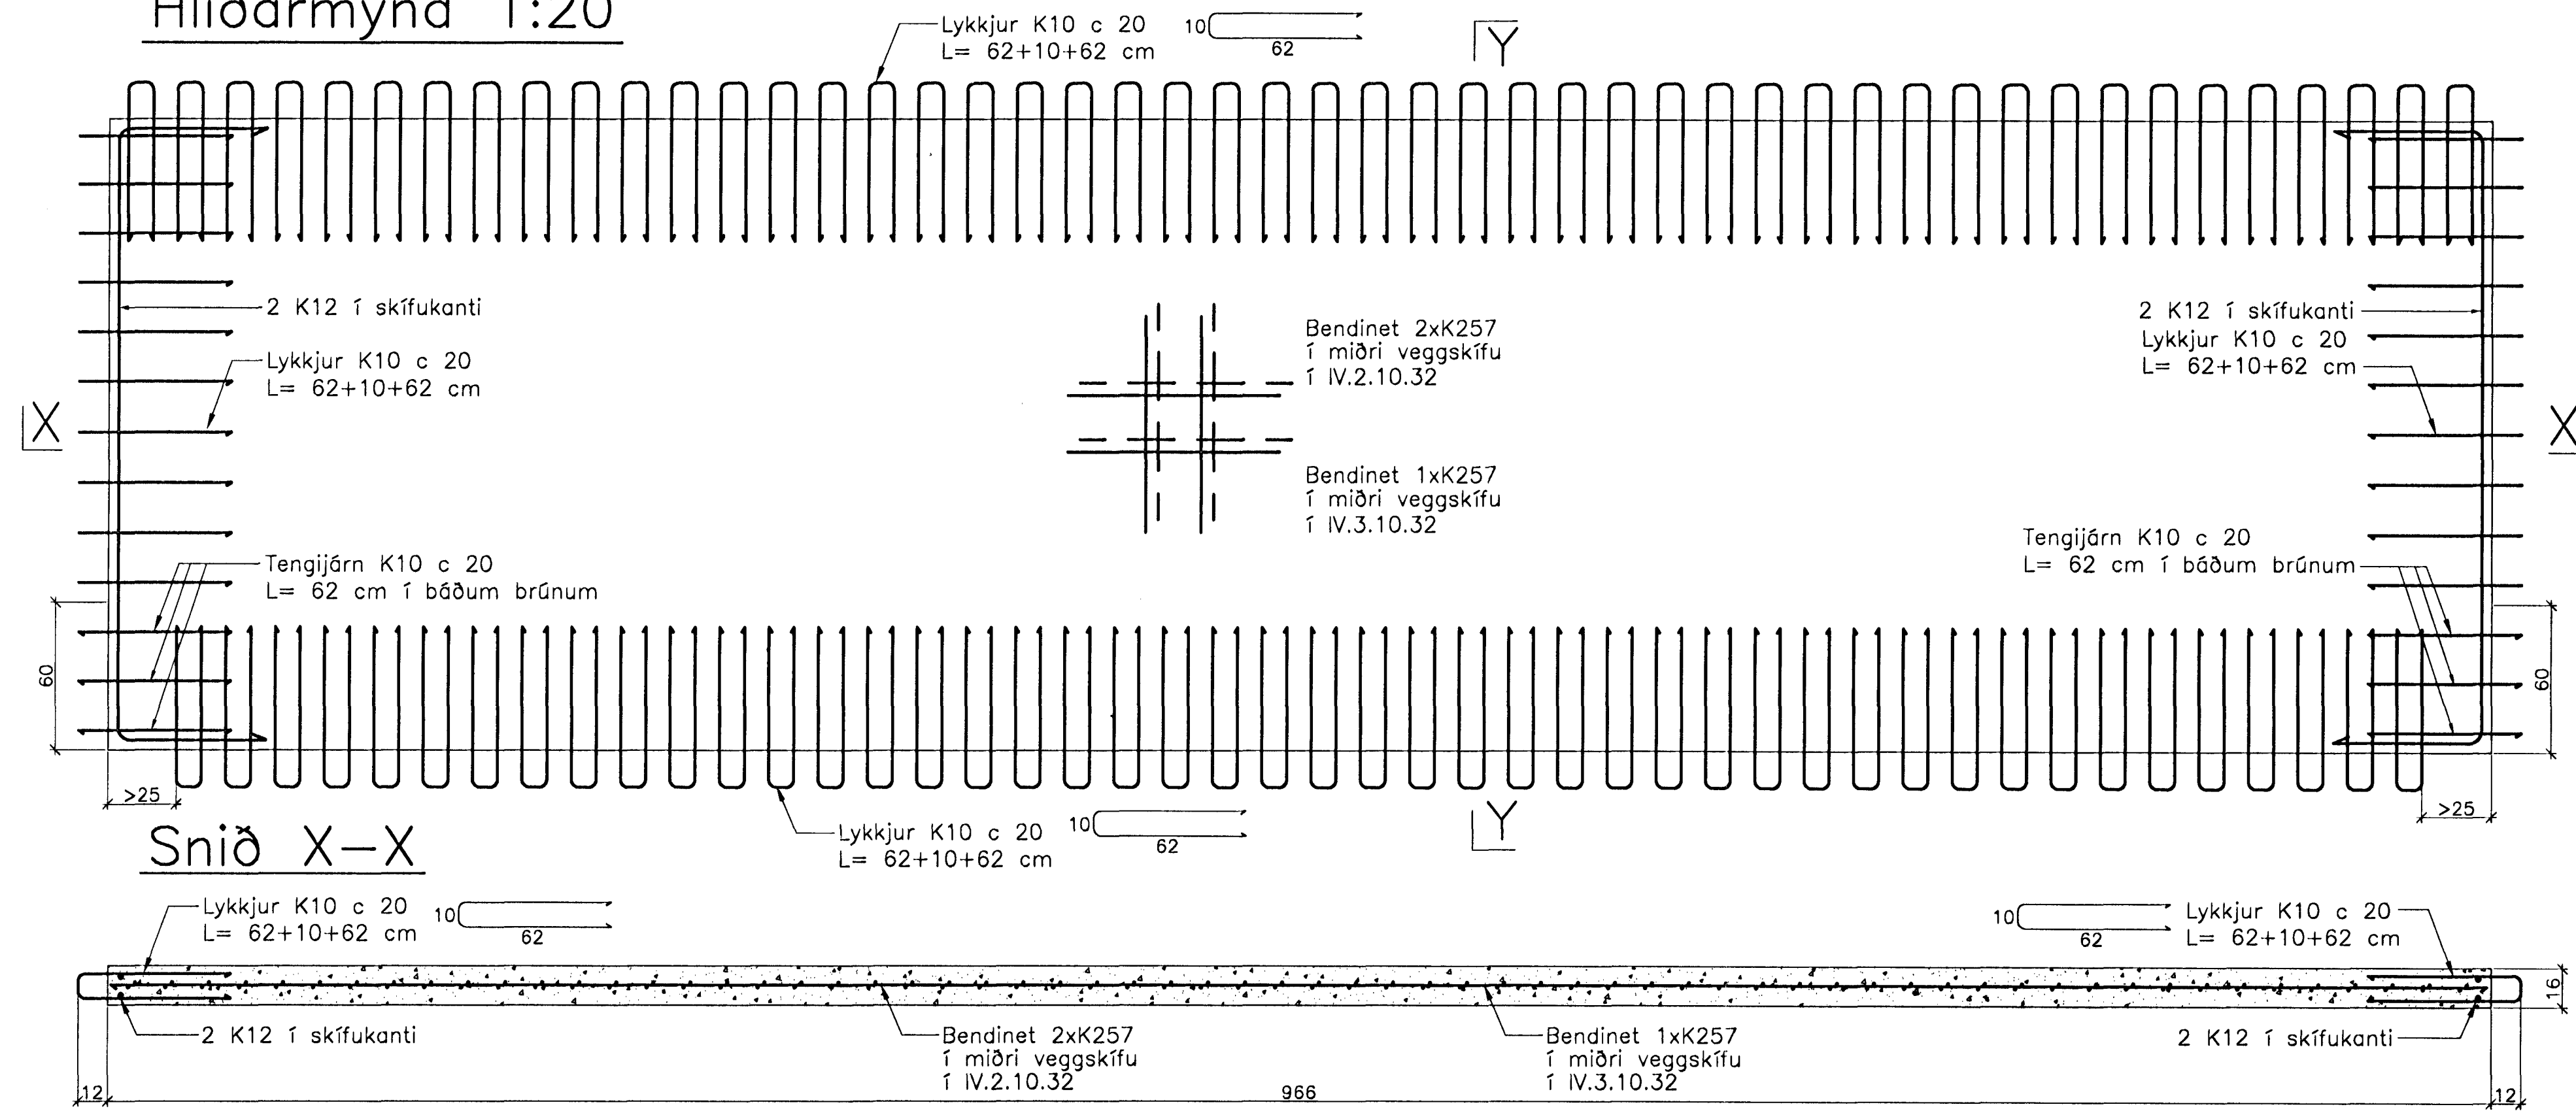 Hliðarmynd 1:20
Lykkjur K10 c 20
L= 62+10+62 cm
10
62
Y
2 K12 í skífukanti
Lykkjur K10 c 20
L= 62+10+62 cm
X
Bendinet 2xK257
í miðri veggskífu
í IV.2.10.32
Bendinet 1xK257
í miðri veggskífu
í IV.3.10.32
2 K12 í skífukanti
Lykkjur K10 c 20
L= 62+10+62 cm
X
Tengijárn K10 c 20
L= 62 cm í báðum brúnum
60
Tengijárn K10 c 20
L= 62 cm í báðum brúnum
60
>25
Lykkjur K10 c 20
L= 62+10+62 cm
10
62
Y
>25
Snið X-X
Lykkjur K10 c 20
L= 62+10+62 cm
10
62
10
62
Lykkjur K10 c 20
L= 62+10+62 cm
16
2 K12 í skífukanti
Bendinet 2xK257
í miðri veggskífu
í IV.2.10.32
Bendinet 1xK257
í miðri veggskífu
í IV.3.10.32
2 K12 í skífukanti
12
966
12